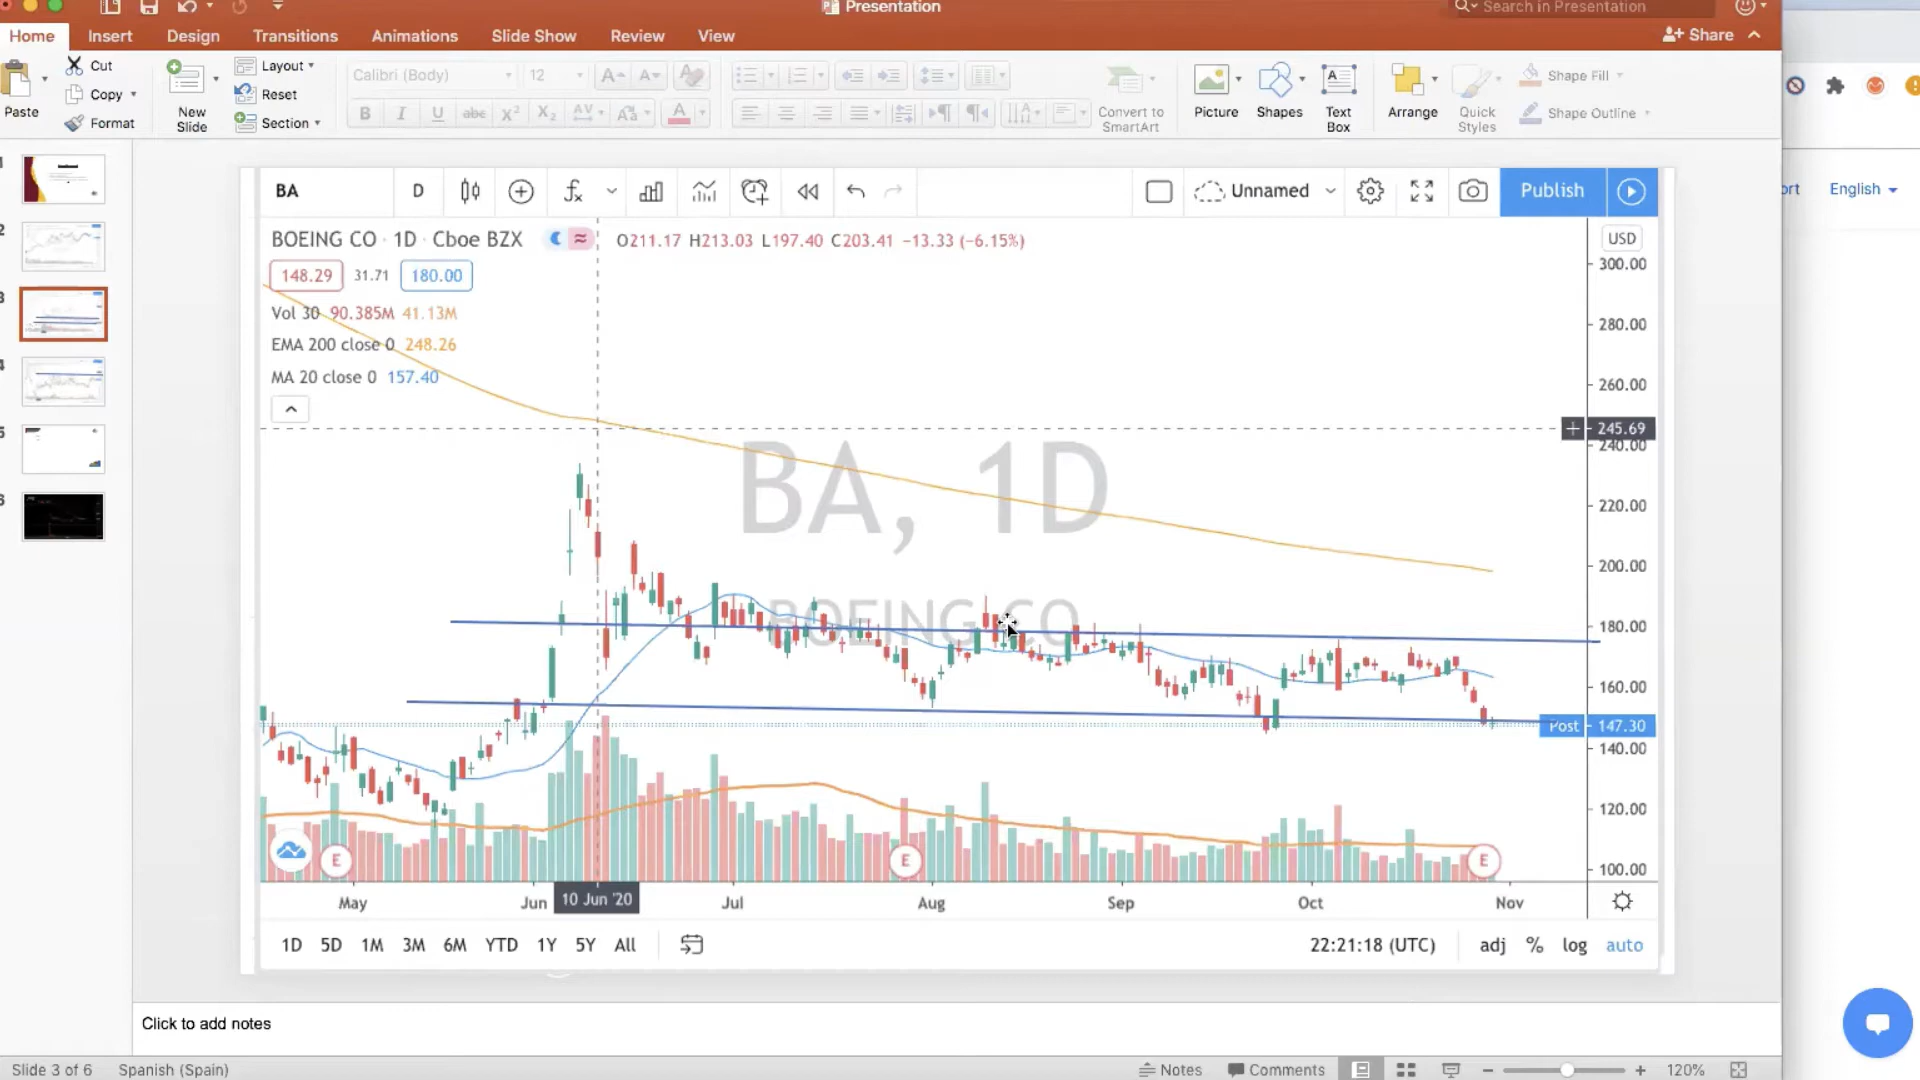 Presentation
Search in Presentation
Home Insert Design Transitions Animations Slide Show Review View
Share
Paste
Cut
Copy
Format
New
Slide
Layout
Reset
Section
Calibri (Body) 12
Convert to
SmartArt
Picture
Shapes
Text
Box
Arrange
Quick
Styles
Shape Fill
Shape Outline
English
1
2
3
4
5
6
BA D Unnamed Publish
BOEING CO · 1D · Cboe BZX O211.17 H213.03 L197.40 C203.41 −13.33 (−6.15%)
148.29 31.71 180.00
Vol 30 90.385M 41.13M
EMA 200 close 0 248.26
MA 20 close 0 157.40
BA, 1D
BOEING CO
USD
300.00
280.00
260.00
245.69
240.00
220.00
200.00
180.00
160.00
Post 147.30
140.00
120.00
100.00
E E E
May Jun 10 Jun '20 Jul Aug Sep Oct Nov
1D 5D 1M 3M 6M YTD 1Y 5Y All 22:21:18 (UTC) adj % log auto
Click to add notes
Slide 3 of 6 Spanish (Spain) Notes Comments 120%